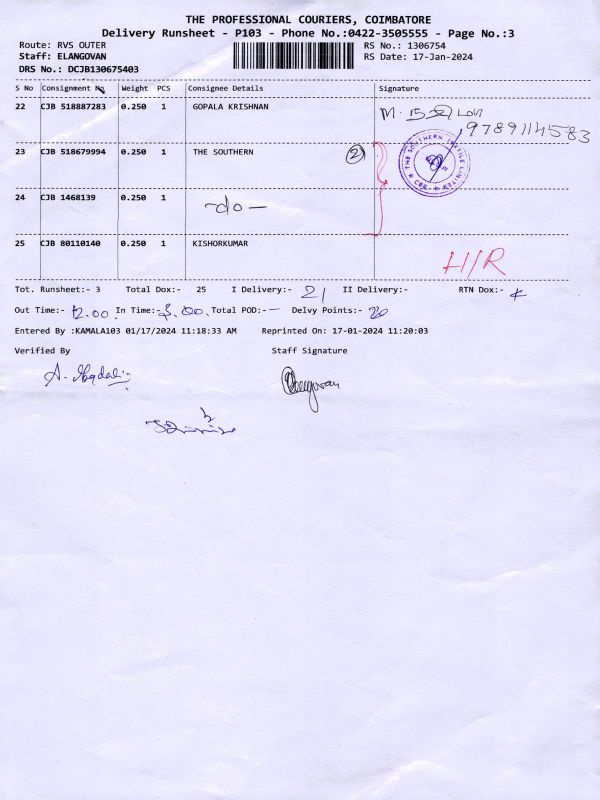 THE PROFESSIONAL COURIERS, COIMBATORE
Delivery Runsheet - P103 - Phone No.:0422-3505555 - Page No.:3
Route: RVS OUTER RS No.: 1306754
Staff: ELANGOVAN RS Date: 17-Jan-2024
DRS No.: DCJB130675403
S No Consignment No Weight PCS Consignee Details Signature
22 CJB 518887283 0.250 1 GOPALA KRISHNAN M.
9789114583
23 CJB 518679994 0.250 1 THE SOUTHERN 2 THE SOUTHERN TEXTILE LIMITED
24 CJB 1468139 0.250 1 -do-
25 CJB 80110140 0.250 1 KISHORKUMAR
Tot. Runsheet:- 3 Total Dox:- 25 I Delivery:- 21 II Delivery:- RTN Dox:- 4
Out Time:- 12.00. In Time:- 5.00. Total POD:- — Delvy Points:- 20
Entered By :KAMALA103 01/17/2024 11:18:33 AM Reprinted On: 17-01-2024 11:20:03
Verified By Staff Signature